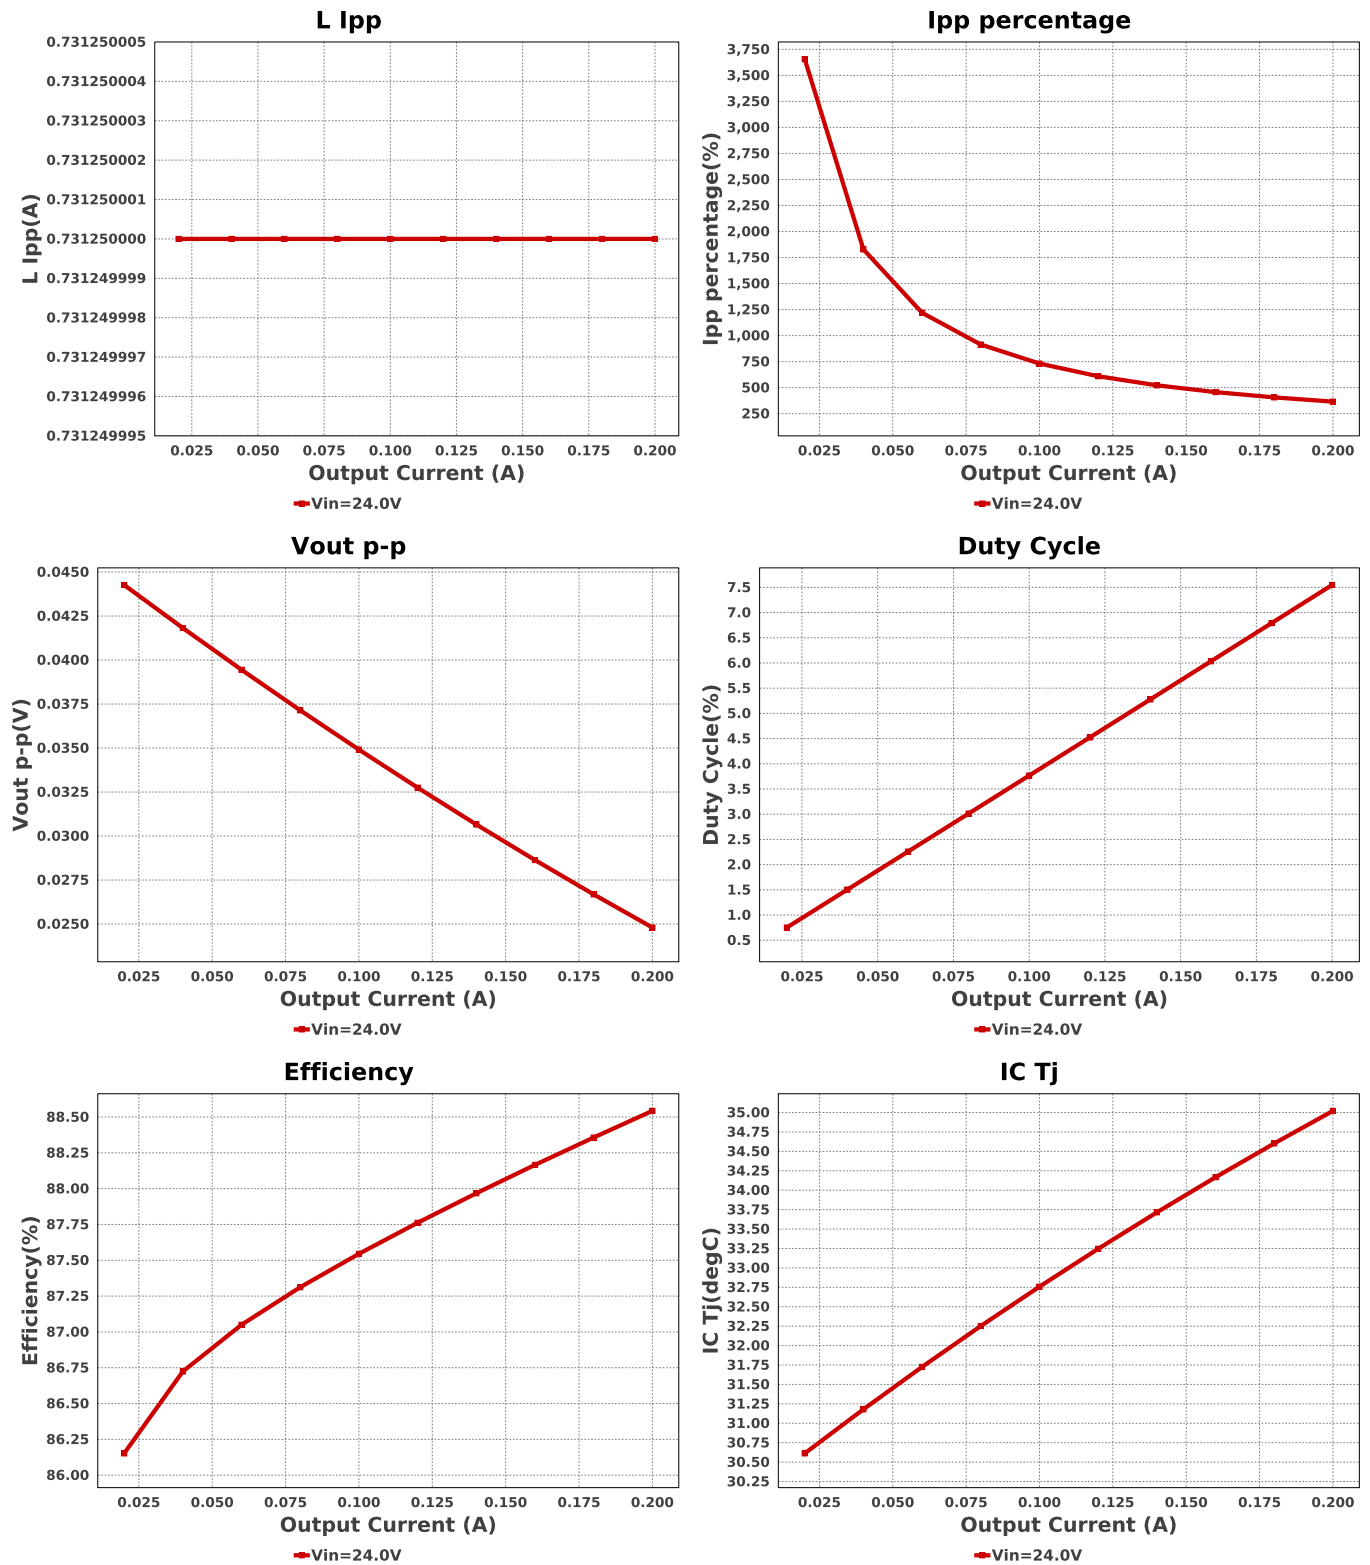 L Ipp
0.731250005
0.731250004
0.731250003
0.731250002
0.731250001
0.731250000
0.731249999
0.731249998
0.731249997
0.731249996
0.731249995
L Ipp(A)
0.025 0.050 0.075 0.100 0.125 0.150 0.175 0.200
Output Current (A)
Vin=24.0V
Ipp percentage
3,750
3,500
3,250
3,000
2,750
2,500
2,250
2,000
1,750
1,500
1,250
1,000
750
500
250
Ipp percentage(%)
0.025 0.050 0.075 0.100 0.125 0.150 0.175 0.200
Output Current (A)
Vin=24.0V
Vout p-p
0.0450
0.0425
0.0400
0.0375
0.0350
0.0325
0.0300
0.0275
0.0250
Vout p-p(V)
0.025 0.050 0.075 0.100 0.125 0.150 0.175 0.200
Output Current (A)
Vin=24.0V
Duty Cycle
7.5
7.0
6.5
6.0
5.5
5.0
4.5
4.0
3.5
3.0
2.5
2.0
1.5
1.0
0.5
Duty Cycle(%)
0.025 0.050 0.075 0.100 0.125 0.150 0.175 0.200
Output Current (A)
Vin=24.0V
Efficiency
88.50
88.25
88.00
87.75
87.50
87.25
87.00
86.75
86.50
86.25
86.00
Efficiency(%)
0.025 0.050 0.075 0.100 0.125 0.150 0.175 0.200
Output Current (A)
Vin=24.0V
IC Tj
35.00
34.75
34.50
34.25
34.00
33.75
33.50
33.25
33.00
32.75
32.50
32.25
32.00
31.75
31.50
31.25
31.00
30.75
30.50
30.25
IC Tj(degC)
0.025 0.050 0.075 0.100 0.125 0.150 0.175 0.200
Output Current (A)
Vin=24.0V